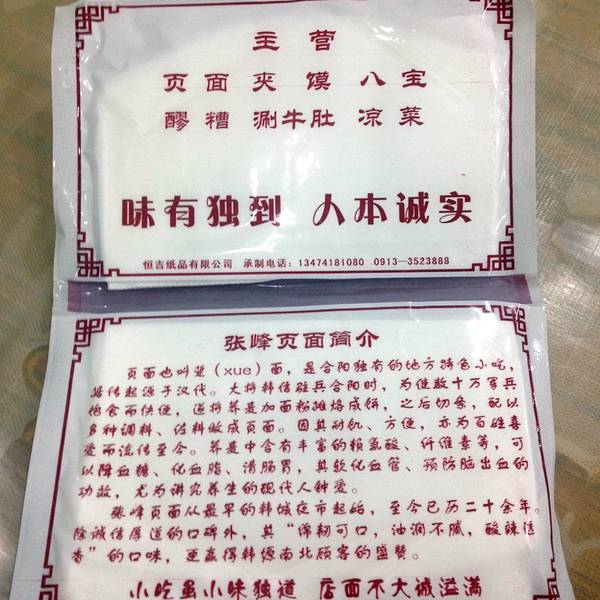 主营
页面 夹馍 八宝
醪糟 涮牛肚 凉菜
味有独到 人本诚实
恒吉纸品有限公司 承制电话:13474181080 0913—3523888
张峰页面简介
页面也叫 (xue)面,是合阳独有的地方特色小吃,
据传起源于汉代。大将韩信驻兵合阳时,为使数十万军兵
饱食而快便,遂将荞是加面粉摊烙成饼,之后切条,配以
多种调料、佐料做成页面。因其耐饥、方便,亦为百姓喜
爱而流传至今。荞是中含有丰富的赖氨酸、纤维素等,可
以降血糖、化血脂、清肠胃,其软化血管、预防脑出血的
功效,尤为讲究养生的现代人钟爱。
张峰页面从最早的韩城夜市起始,至今已历二十余年。
除诚信厚道的口碑外,其“绵韧可口,油润不腻,酸辣佳
香”的口味,更赢得韩原南北顾客的盛赞。
小吃虽小味独道 店面不大诚溢满